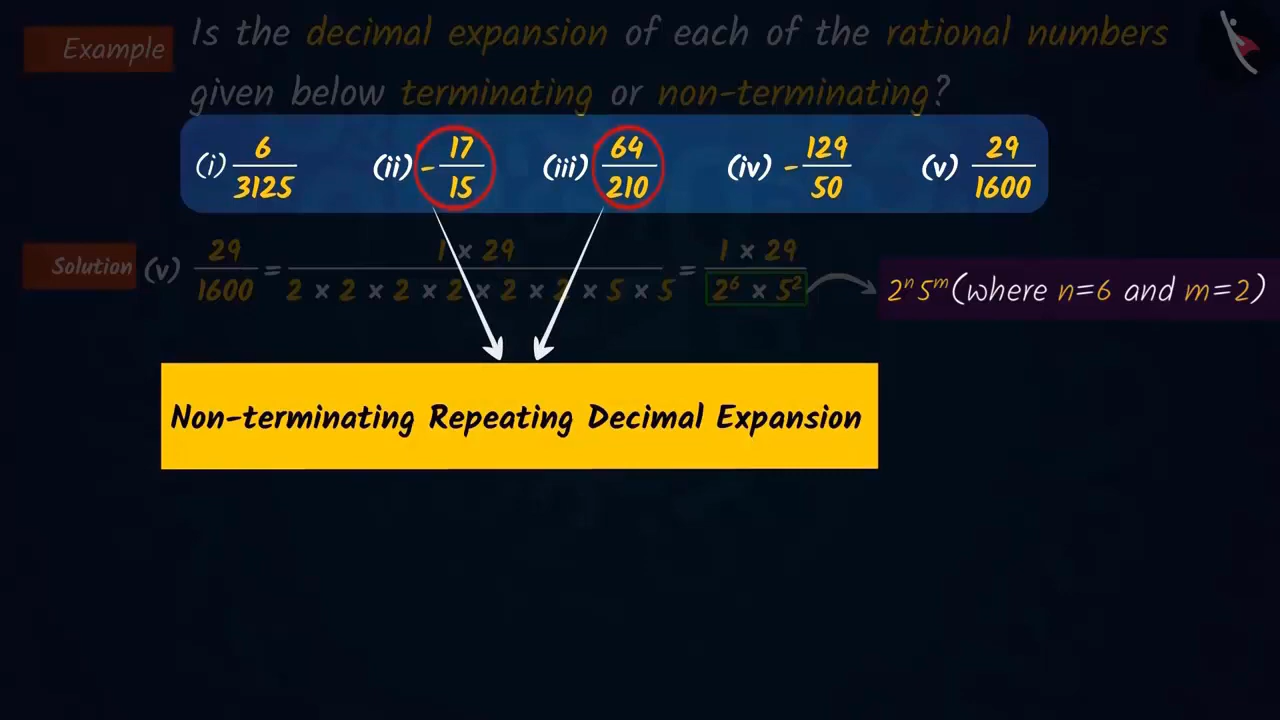 Example Is the decimal expansion of each of the rational numbers
given below terminating or non-terminating?
(i) 6/3125 (ii) -17/15 (iii) 64/210 (iv) -129/50 (v) 29/1600
Solution (v) 29/1600 = 1 × 29/2 × 2 × 2 × 2 × 2 × 2 × 5 × 5 = 1 × 29/2⁶ × 5² 2ⁿ5ᵐ(where n=6 and m=2)
Non-terminating Repeating Decimal Expansion